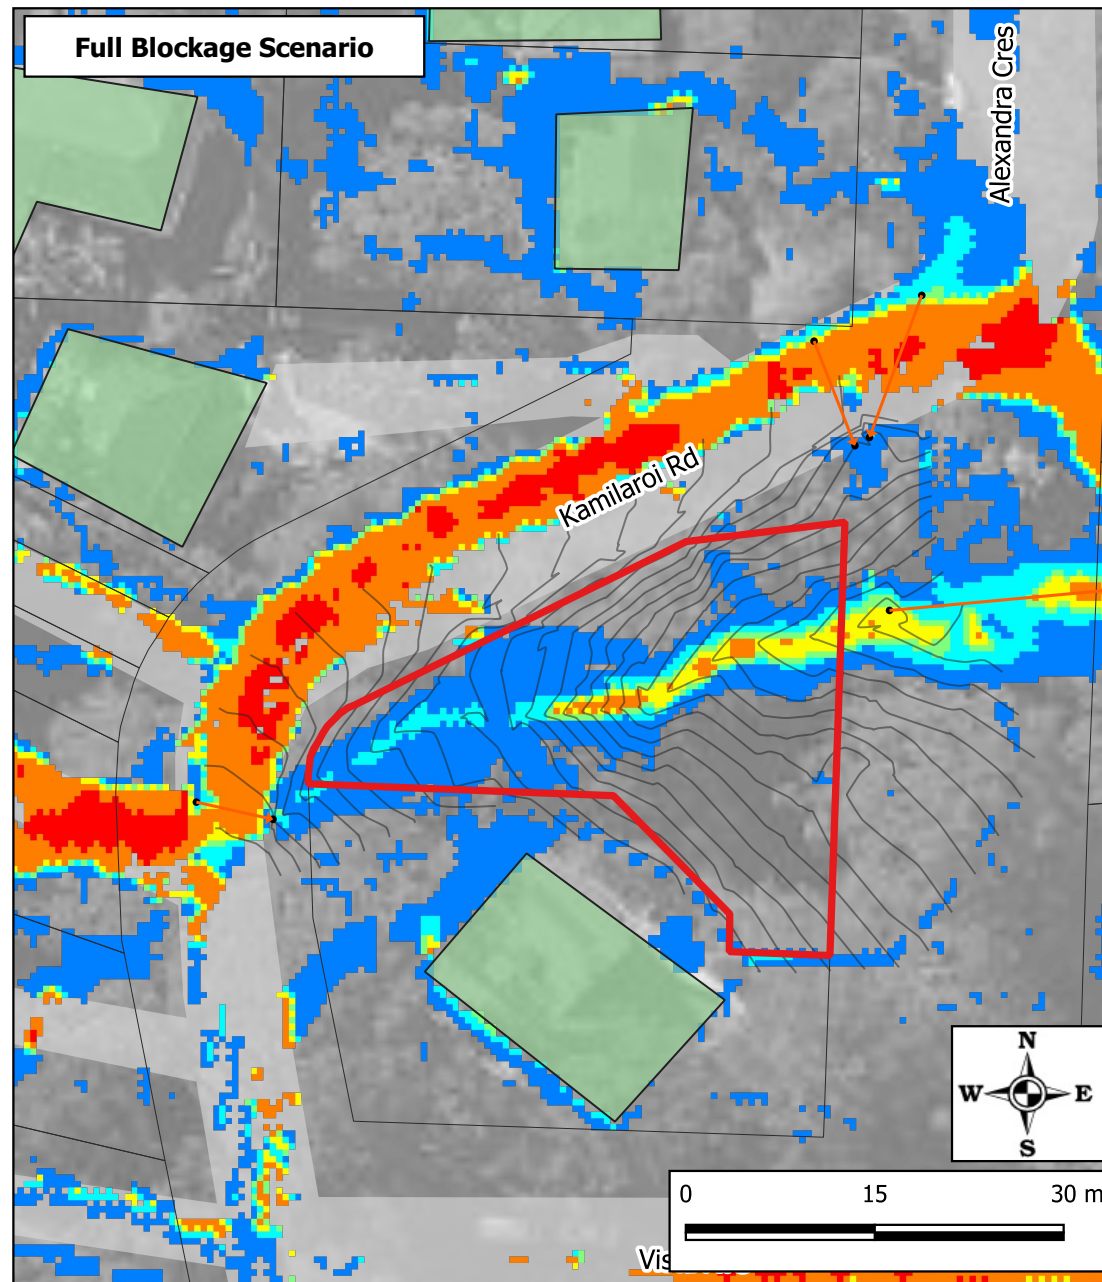 Full Blockage Scenario
Alexandra Cres
Kamilaroi Rd
N
W E
S
0 15 30 m